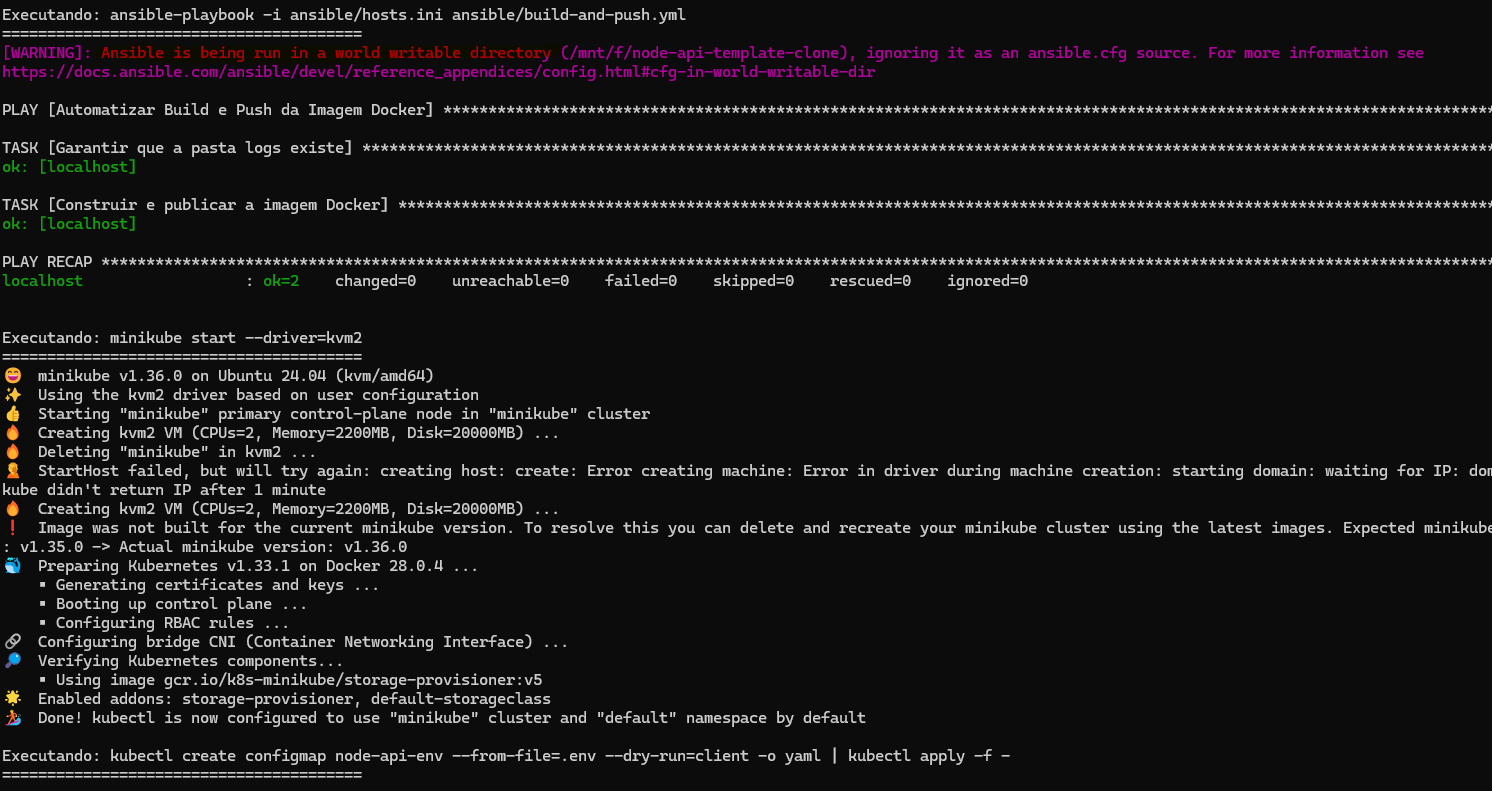 Executando: ansible-playbook -i ansible/hosts.ini ansible/build-and-push.yml
========================================
[WARNING]: Ansible is being run in a world writable directory (/mnt/f/node-api-template-clone), ignoring it as an ansible.cfg source. For more information see
https://docs.ansible.com/ansible/devel/reference_appendices/config.html#cfg-in-world-writable-dir
PLAY [Automatizar Build e Push da Imagem Docker] *********************************************************************************************************************
TASK [Garantir que a pasta logs existe] ******************************************************************************************************************************
ok: [localhost]
TASK [Construir e publicar a imagem Docker] **************************************************************************************************************************
ok: [localhost]
PLAY RECAP ***********************************************************************************************************************************************************
localhost                  : ok=2    changed=0    unreachable=0    failed=0    skipped=0    rescued=0    ignored=0
Executando: minikube start --driver=kvm2
========================================
😄  minikube v1.36.0 on Ubuntu 24.04 (kvm/amd64)
✨  Using the kvm2 driver based on user configuration
👍  Starting "minikube" primary control-plane node in "minikube" cluster
🔥  Creating kvm2 VM (CPUs=2, Memory=2200MB, Disk=20000MB) ...
🔥  Deleting "minikube" in kvm2 ...
🤦  StartHost failed, but will try again: creating host: create: Error creating machine: Error in driver during machine creation: starting domain: waiting for IP: dom
kube didn't return IP after 1 minute
🔥  Creating kvm2 VM (CPUs=2, Memory=2200MB, Disk=20000MB) ...
❗  Image was not built for the current minikube version. To resolve this you can delete and recreate your minikube cluster using the latest images. Expected minikube
: v1.35.0 -> Actual minikube version: v1.36.0
🐳  Preparing Kubernetes v1.33.1 on Docker 28.0.4 ...
    ▪ Generating certificates and keys ...
    ▪ Booting up control plane ...
    ▪ Configuring RBAC rules ...
🔗  Configuring bridge CNI (Container Networking Interface) ...
🔎  Verifying Kubernetes components...
    ▪ Using image gcr.io/k8s-minikube/storage-provisioner:v5
🌟  Enabled addons: storage-provisioner, default-storageclass
🏄  Done! kubectl is now configured to use "minikube" cluster and "default" namespace by default
Executando: kubectl create configmap node-api-env --from-file=.env --dry-run=client -o yaml | kubectl apply -f -
========================================